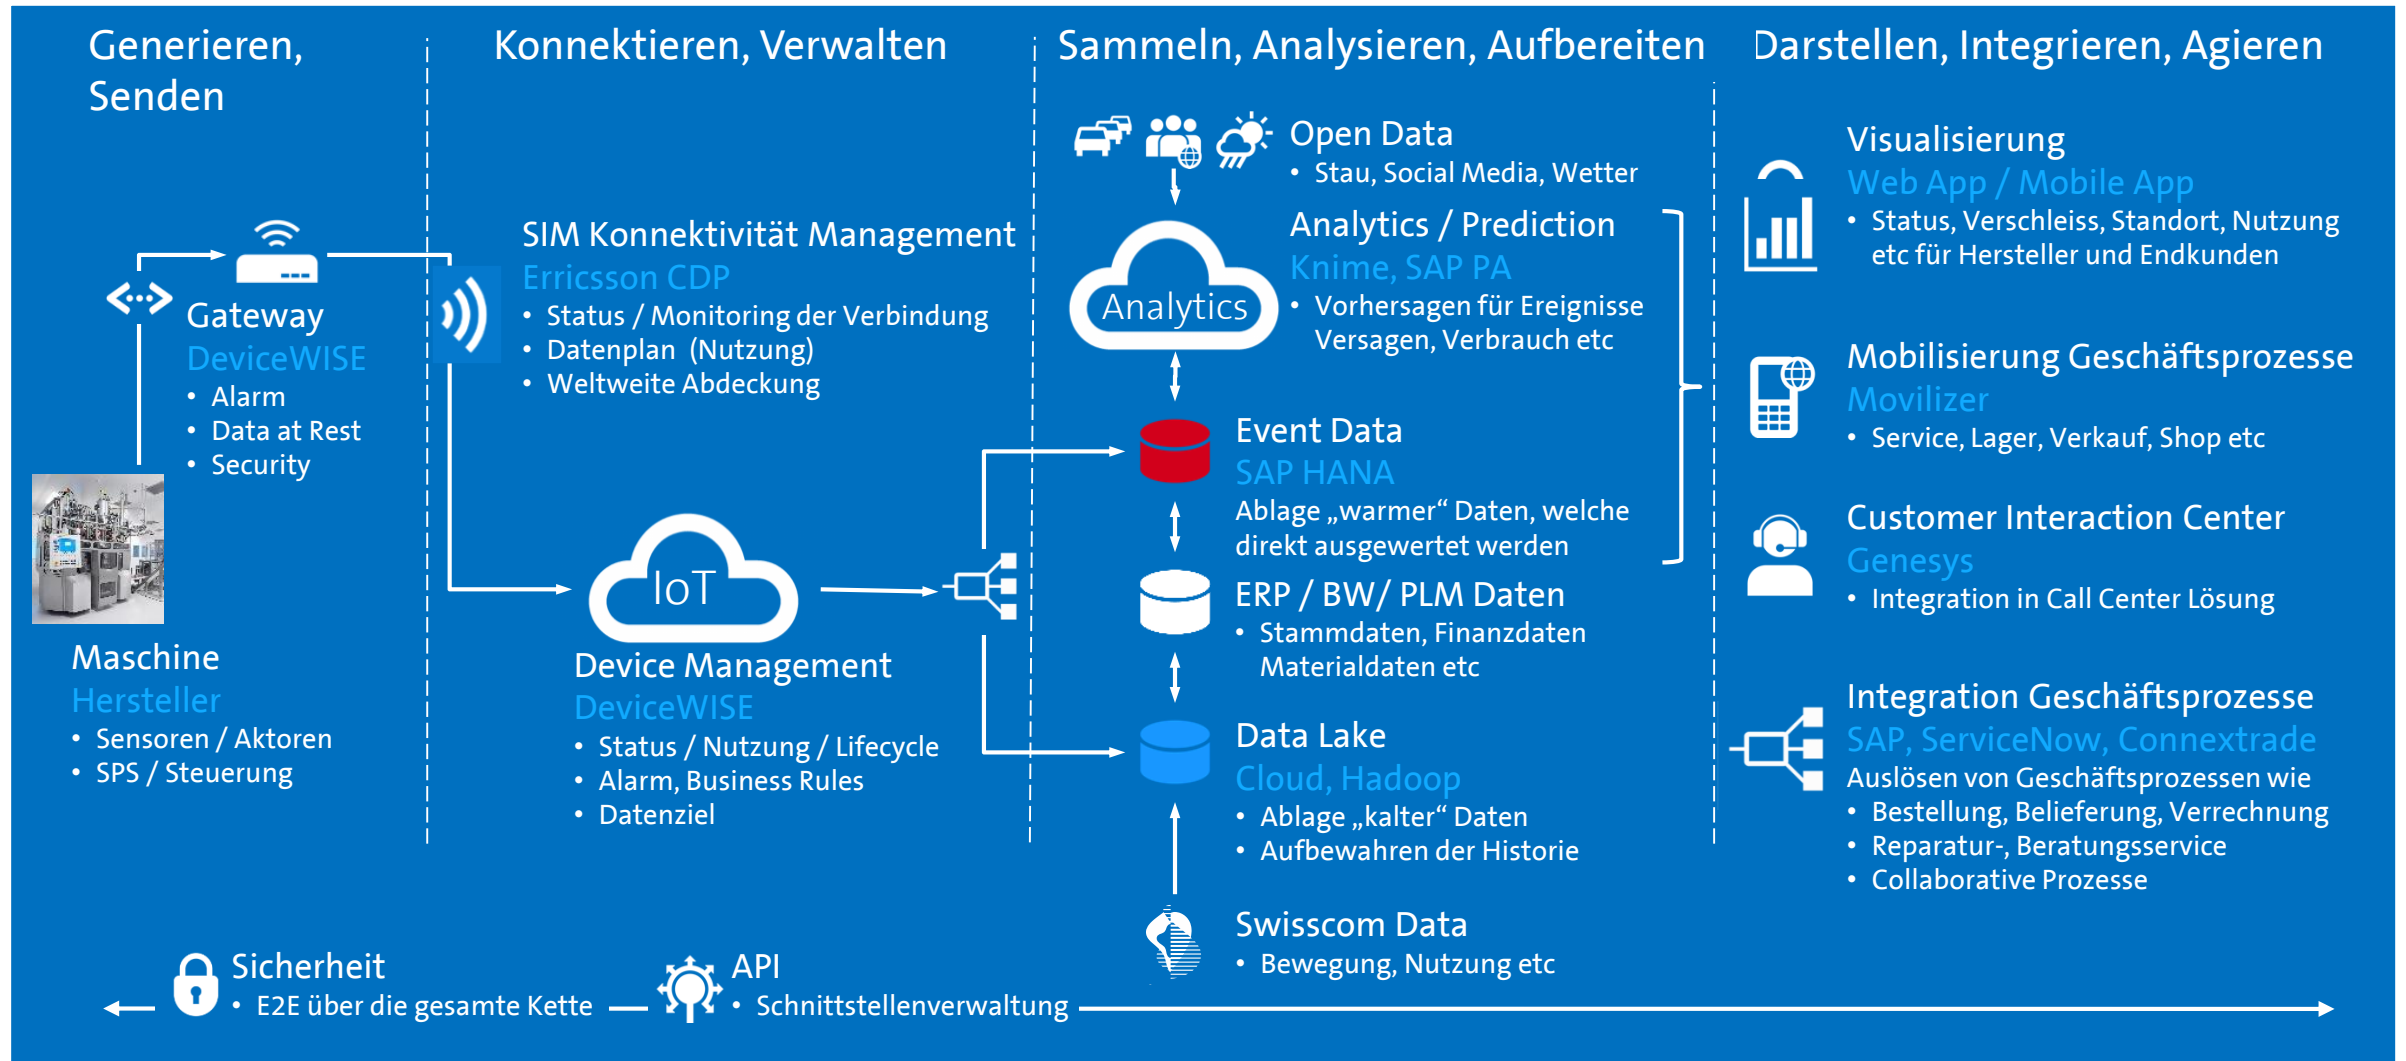 Generieren,
Senden
Gateway
DeviceWISE
• Alarm
• Data at Rest
• Security
Maschine
Hersteller
• Sensoren / Aktoren
• SPS / Steuerung
Konnektieren, Verwalten
SIM Konnektivität Management
Erricsson CDP
• Status / Monitoring der Verbindung
• Datenplan (Nutzung)
• Weltweite Abdeckung
IoT
Device Management
DeviceWISE
• Status / Nutzung / Lifecycle
• Alarm, Business Rules
• Datenziel
Sammeln, Analysieren, Aufbereiten
Open Data
• Stau, Social Media, Wetter
Analytics
Analytics / Prediction
Knime, SAP PA
• Vorhersagen für Ereignisse
Versagen, Verbrauch etc
Event Data
SAP HANA
Ablage „warmer“ Daten, welche
direkt ausgewertet werden
ERP / BW/ PLM Daten
• Stammdaten, Finanzdaten
Materialdaten etc
Data Lake
Cloud, Hadoop
• Ablage „kalter“ Daten
• Aufbewahren der Historie
Swisscom Data
• Bewegung, Nutzung etc
Darstellen, Integrieren, Agieren
Visualisierung
Web App / Mobile App
• Status, Verschleiss, Standort, Nutzung
etc für Hersteller und Endkunden
Mobilisierung Geschäftsprozesse
Movilizer
• Service, Lager, Verkauf, Shop etc
Customer Interaction Center
Genesys
• Integration in Call Center Lösung
Integration Geschäftsprozesse
SAP, ServiceNow, Connextrade
Auslösen von Geschäftsprozessen wie
• Bestellung, Belieferung, Verrechnung
• Reparatur-, Beratungsservice
• Collaborative Prozesse
Sicherheit
• E2E über die gesamte Kette
API
• Schnittstellenverwaltung